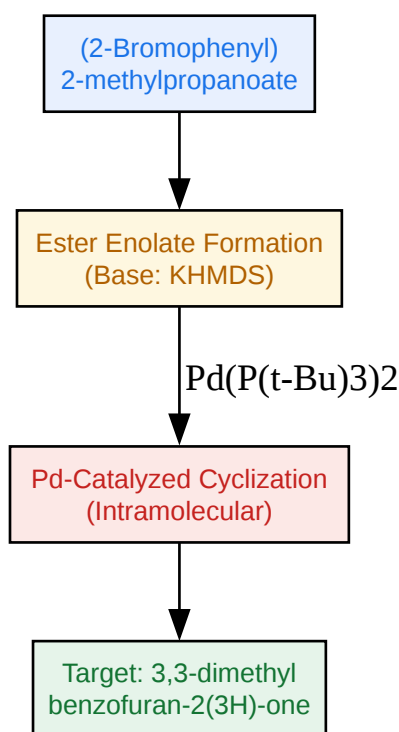 (2-Bromophenyl)
2-methylpropanoate
Ester Enolate Formation
(Base: KHMDS)
Pd(P(t-Bu)3)2
Pd-Catalyzed Cyclization
(Intramolecular)
Target: 3,3-dimethyl
benzofuran-2(3H)-one